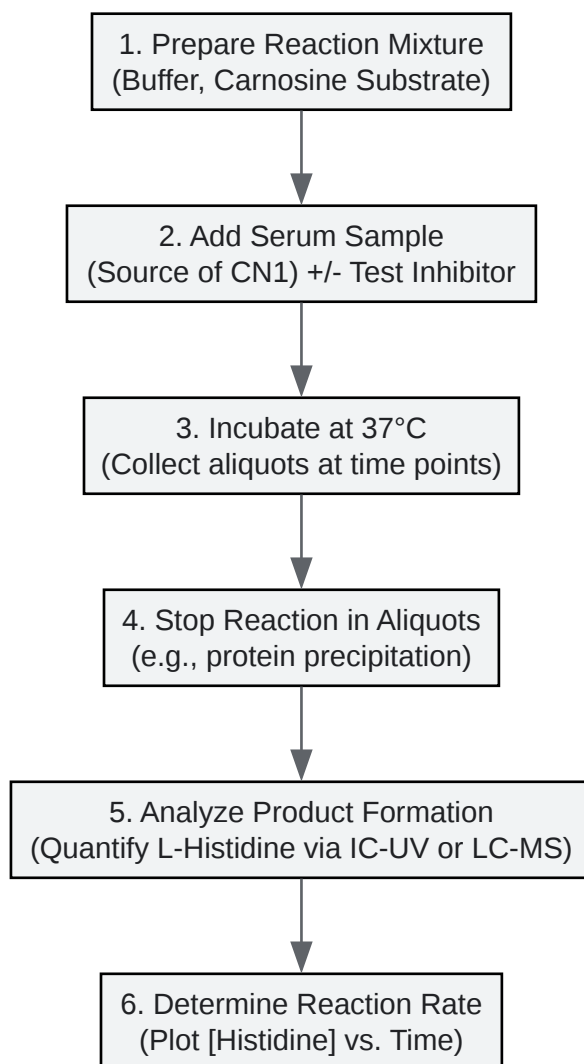 1. Prepare Reaction Mixture
(Buffer, Carnosine Substrate)
2. Add Serum Sample
(Source of CN1) +/- Test Inhibitor
3. Incubate at 37°C
(Collect aliquots at time points)
4. Stop Reaction in Aliquots
(e.g., protein precipitation)
5. Analyze Product Formation
(Quantify L-Histidine via IC-UV or LC-MS)
6. Determine Reaction Rate
(Plot [Histidine] vs. Time)